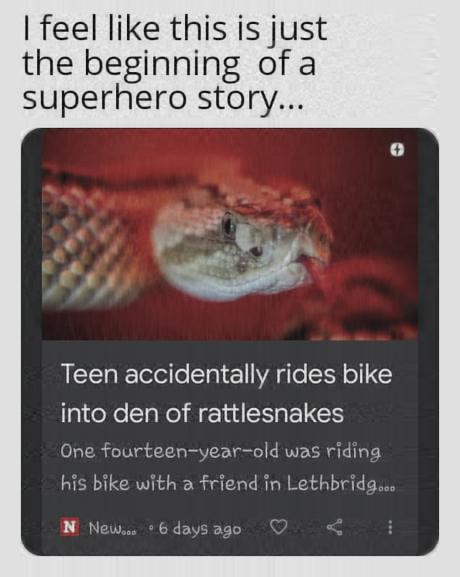 I feel like this is just
the beginning of a
superhero story...
Teen accidentally rides bike
into den of rattlesnakes
One fourteen-year-old was riding
his bike with a friend in Lethbridg...
N New... • 6 days ago